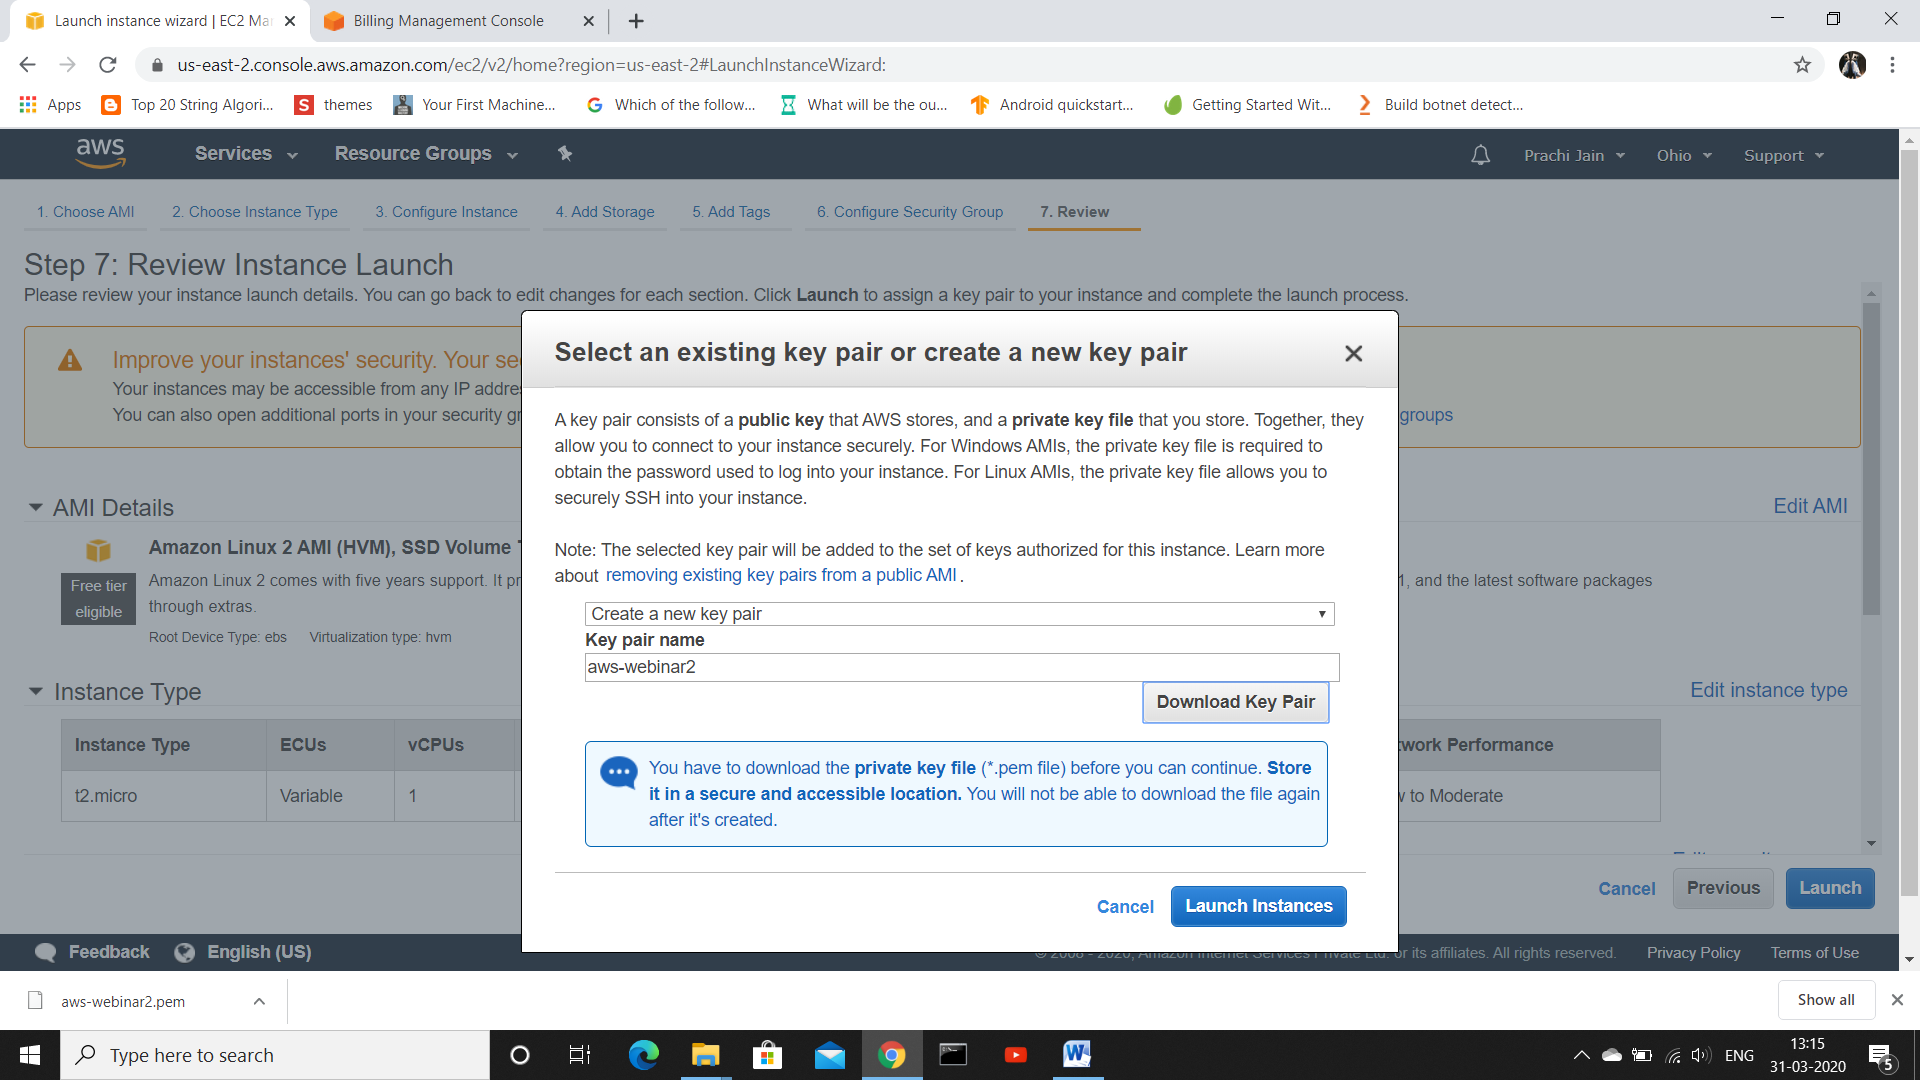 Launch instance wizard | EC2 Mar
Billing Management Console
us-east-2.console.aws.amazon.com/ec2/v2/home?region=us-east-2#LaunchInstanceWizard:
Apps
Top 20 String Algori...
themes
Your First Machine...
Which of the follow...
What will be the ou...
Android quickstart...
Getting Started Wit...
Build botnet detect...
aws
Services
Resource Groups
Prachi Jain
Ohio
Support
1. Choose AMI
2. Choose Instance Type
3. Configure Instance
4. Add Storage
5. Add Tags
6. Configure Security Group
7. Review
Step 7: Review Instance Launch
Please review your instance launch details. You can go back to edit changes for each section. Click Launch to assign a key pair to your instance and complete the launch process.
Improve your instances' security. Your se
Your instances may be accessible from any IP addre
You can also open additional ports in your security gr
groups
AMI Details
Edit AMI
Amazon Linux 2 AMI (HVM), SSD Volume
Free tier
eligible
Amazon Linux 2 comes with five years support. It pr
1, and the latest software packages
through extras.
Root Device Type: ebs Virtualization type: hvm
Instance Type
Edit instance type
Instance Type
ECUs
vCPUs
work Performance
t2.micro
Variable
1
to Moderate
Select an existing key pair or create a new key pair
A key pair consists of a public key that AWS stores, and a private key file that you store. Together, they
allow you to connect to your instance securely. For Windows AMIs, the private key file is required to
obtain the password used to log into your instance. For Linux AMIs, the private key file allows you to
securely SSH into your instance.
Note: The selected key pair will be added to the set of keys authorized for this instance. Learn more
about removing existing key pairs from a public AMI.
Create a new key pair
Key pair name
aws-webinar2
Download Key Pair
You have to download the private key file (*.pem file) before you can continue. Store
it in a secure and accessible location. You will not be able to download the file again
after it's created.
Cancel
Launch Instances
Cancel
Previous
Launch
Feedback
English (US)
© 2008 - 2020, Amazon Internet Services Private Ltd. or its affiliates. All rights reserved.
Privacy Policy
Terms of Use
aws-webinar2.pem
Show all
Type here to search
ENG
13:15
31-03-2020
5